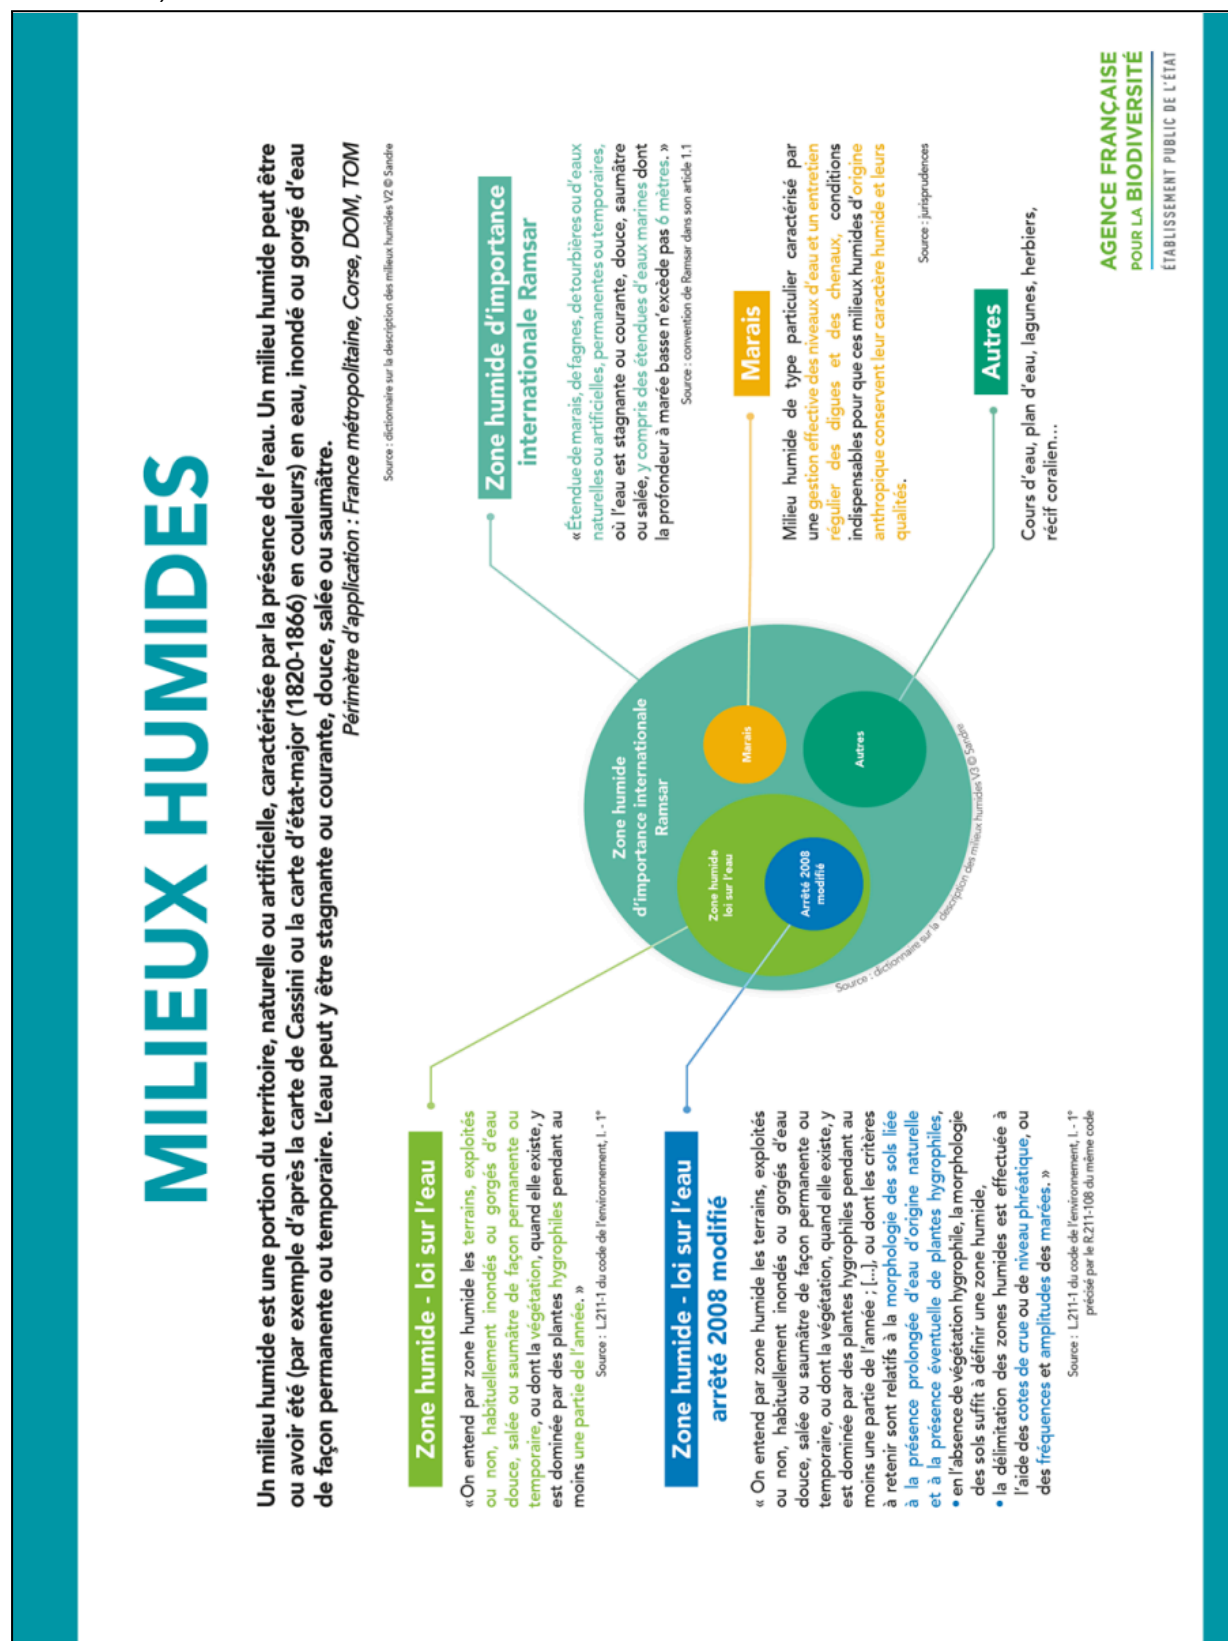 MILIEUX HUMIDES
Un milieu humide est une portion du territoire, naturelle ou artificielle, caractérisée par la présence de l'eau. Un milieu humide peut être
ou avoir été (par exemple d'après la carte de Cassini ou la carte d'état-major (1820-1866) en couleurs) en eau, inondé ou gorgé d'eau
de façon permanente ou temporaire. L'eau peut y être stagnante ou courante, douce, salée ou saumâtre.
Périmètre d'application : France métropolitaine, Corse, DOM, TOM
Source : dictionnaire sur la description des milieux humides V2 © Sandre
Zone humide - loi sur l'eau
«On entend par zone humide les terrains, exploités
ou non, habituellement inondés ou gorgés d'eau
douce, salée ou saumâtre de façon permanente ou
temporaire, ou dont la végétation, quand elle existe, y
est dominée par des plantes hygrophiles pendant au
moins une partie de l'année. »
Source : L.211-1 du code de l'environnement, I. - 1°
Zone humide - loi sur l'eau
arrêté 2008 modifié
« On entend par zone humide les terrains, exploités
ou non, habituellement inondés ou gorgés d'eau
douce, salée ou saumâtre de façon permanente ou
temporaire, ou dont la végétation, quand elle existe, y
est dominée par des plantes hygrophiles pendant au
moins une partie de l'année ; [...], ou dont les critères
à retenir sont relatifs à la morphologie des sols liée
à la présence prolongée d'eau d'origine naturelle
et à la présence éventuelle de plantes hygrophiles,
• en l'absence de végétation hygrophile, la morphologie
des sols suffit à définir une zone humide,
• la délimitation des zones humides est effectuée à
l'aide des cotes de crue ou de niveau phréatique, ou
des fréquences et amplitudes des marées. »
Source : L.211-1 du code de l'environnement, I. - 1°
précisé par le R.211-108 du même code
Zone humide
d'importance internationale
Ramsar
Zone humide
loi sur l'eau
Arrêté 2008
modifié
Marais
Autres
Source : dictionnaire sur la description des milieux humides V3 © Sandre
Zone humide d'importance
internationale Ramsar
« Étendue de marais, de fagnes, de tourbières ou d'eaux
naturelles ou artificielles, permanentes ou temporaires,
où l'eau est stagnante ou courante, douce, saumâtre
ou salée, y compris des étendues d'eaux marines dont
la profondeur à marée basse n'excède pas 6 mètres. »
Source : convention de Ramsar dans son article 1.1
Marais
Milieu humide de type particulier caractérisé par
une gestion effective des niveaux d'eau et un entretien
régulier des digues et des chenaux, conditions
indispensables pour que ces milieux humides d'origine
anthropique conservent leur caractère humide et leurs
qualités.
Source : jurisprudences
Autres
Cours d'eau, plan d'eau, lagunes, herbiers,
récif coralien...
AGENCE FRANÇAISE
POUR LA BIODIVERSITÉ
ÉTABLISSEMENT PUBLIC DE L'ÉTAT